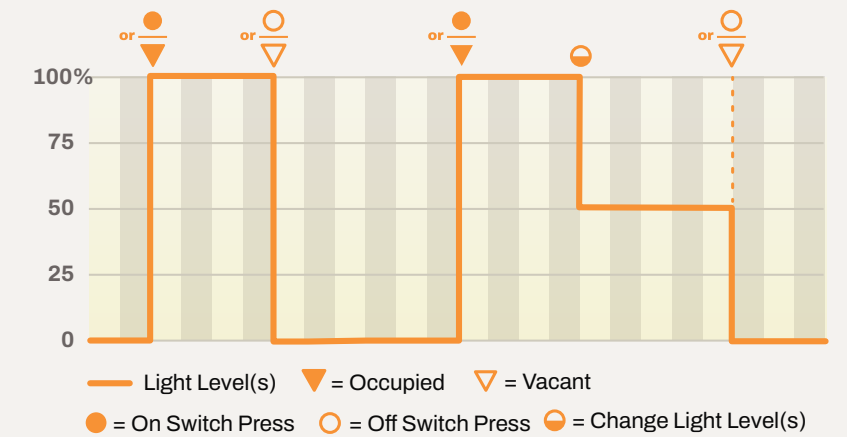 or or or or
100%
75
50
25
0
Light Level(s) = Occupied = Vacant
= On Switch Press = Off Switch Press = Change Light Level(s)